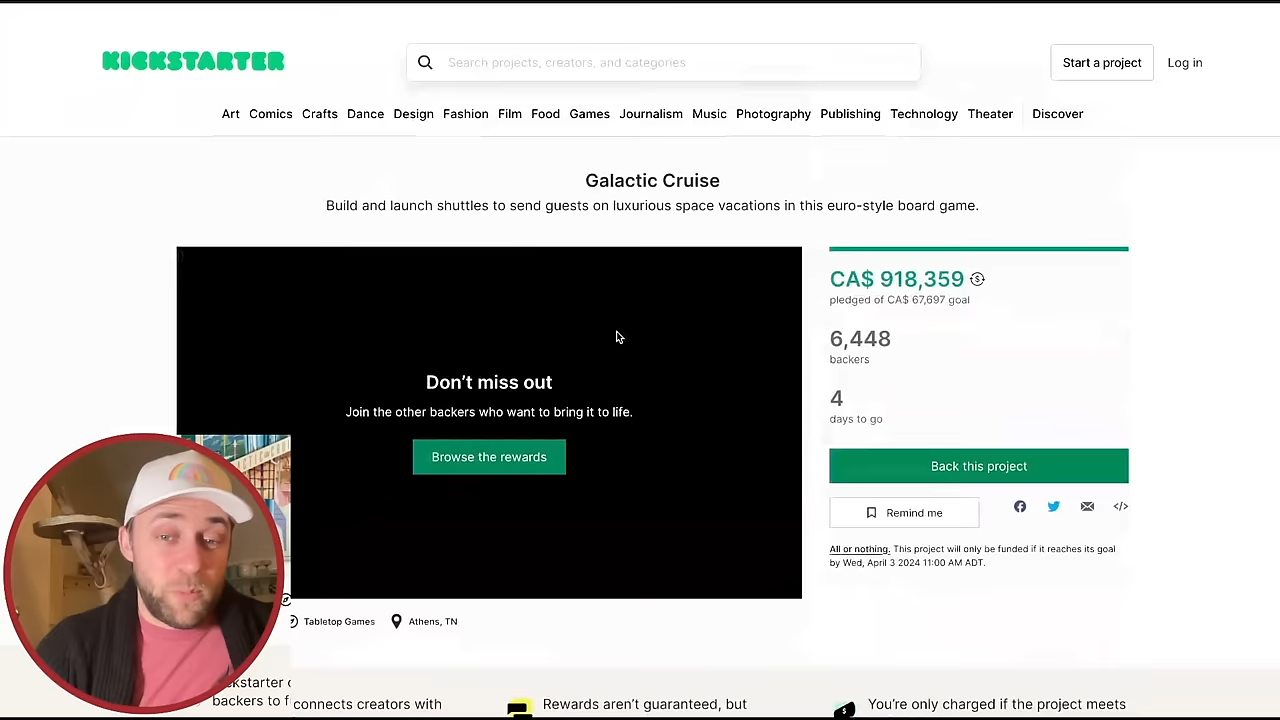 KICKSTARTER
Search projects, creators, and categories
Start a project
Log in
Art Comics Crafts Dance Design Fashion Film Food Games Journalism Music Photography Publishing Technology Theater Discover
Galactic Cruise
Build and launch shuttles to send guests on luxurious space vacations in this euro-style board game.
Don't miss out
Join the other backers who want to bring it to life.
Browse the rewards
CA$ 918,359
pledged of CA$ 67,697 goal
6,448
backers
4
days to go
Back this project
Remind me
All or nothing. This project will only be funded if it reaches its goal
by Wed, April 3 2024 11:00 AM ADT.
Tabletop Games
Athens, TN
connects creators with
backers to f
Rewards aren't guaranteed, but
You're only charged if the project meets